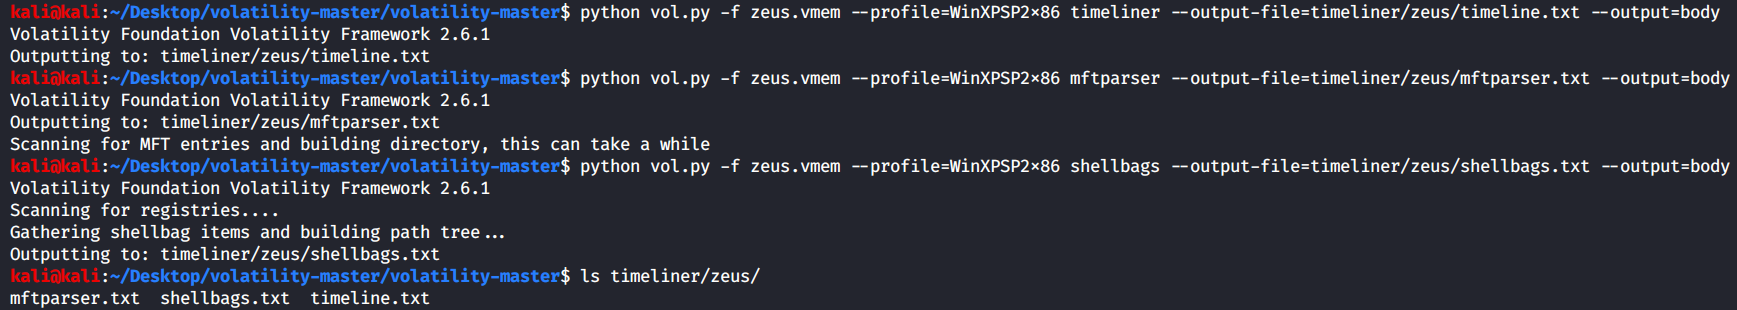 kali@kali:~/Desktop/volatility-master/volatility-master$ python vol.py -f zeus.vmem --profile=WinXPSP2×86 timeliner --output-file=timeliner/zeus/timeline.txt --output=body
Volatility Foundation Volatility Framework 2.6.1
Outputting to: timeliner/zeus/timeline.txt
kali@kali:~/Desktop/volatility-master/volatility-master$ python vol.py -f zeus.vmem --profile=WinXPSP2×86 mftparser --output-file=timeliner/zeus/mftparser.txt --output=body
Volatility Foundation Volatility Framework 2.6.1
Outputting to: timeliner/zeus/mftparser.txt
Scanning for MFT entries and building directory, this can take a while
kali@kali:~/Desktop/volatility-master/volatility-master$ python vol.py -f zeus.vmem --profile=WinXPSP2×86 shellbags --output-file=timeliner/zeus/shellbags.txt --output=body
Volatility Foundation Volatility Framework 2.6.1
Scanning for registries....
Gathering shellbag items and building path tree...
Outputting to: timeliner/zeus/shellbags.txt
kali@kali:~/Desktop/volatility-master/volatility-master$ ls timeliner/zeus/
mftparser.txt  shellbags.txt  timeline.txt